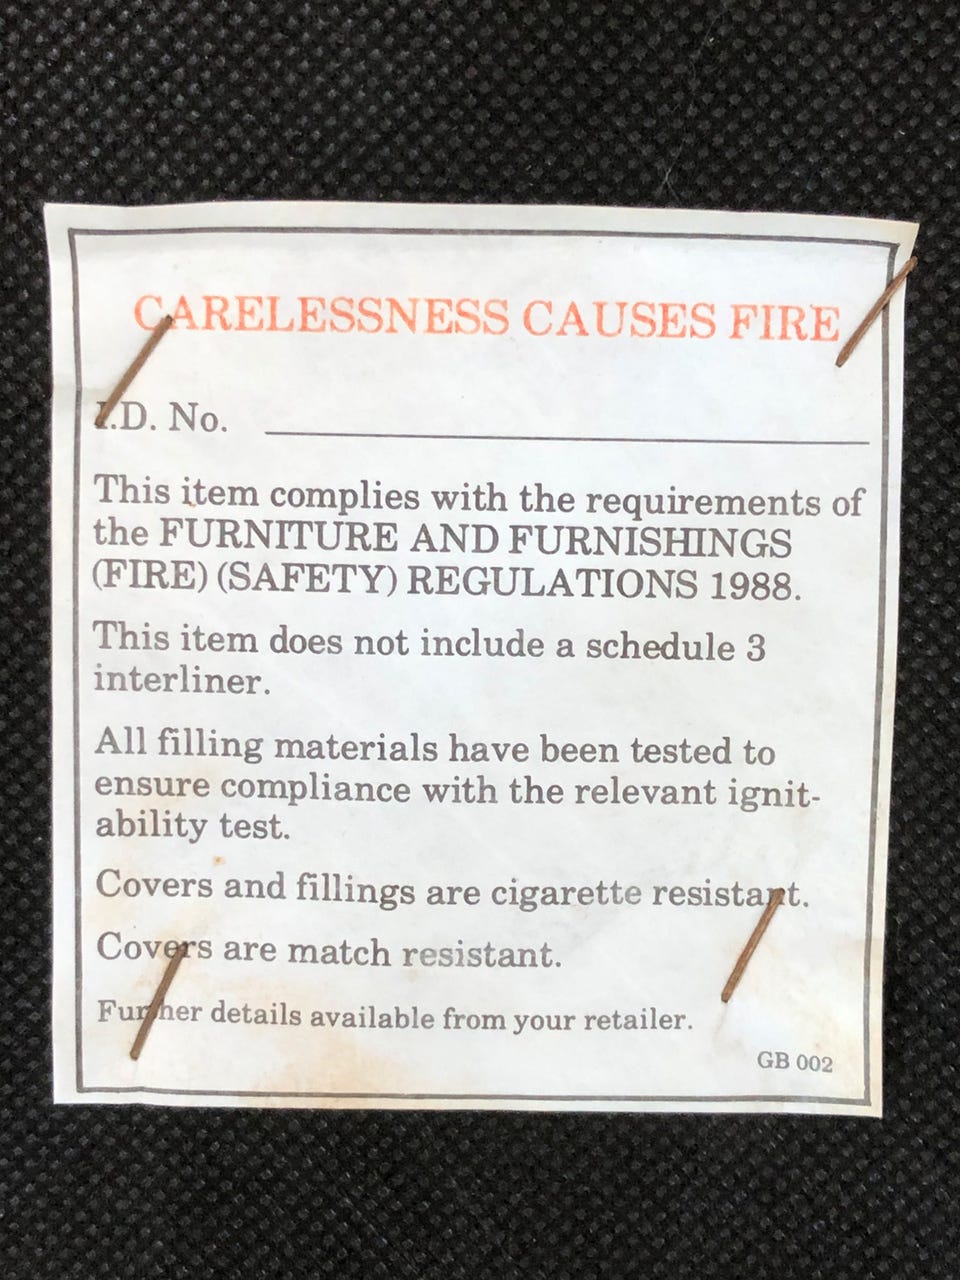 CARELESSNESS CAUSES FIRE
I.D. No.
This item complies with the requirements of
the FURNITURE AND FURNISHINGS
(FIRE) (SAFETY) REGULATIONS 1988.
This item does not include a schedule 3
interliner.
All filling materials have been tested to
ensure compliance with the relevant ignit-
ability test.
Covers and fillings are cigarette resistant.
Covers are match resistant.
Further details available from your retailer.
GB 002